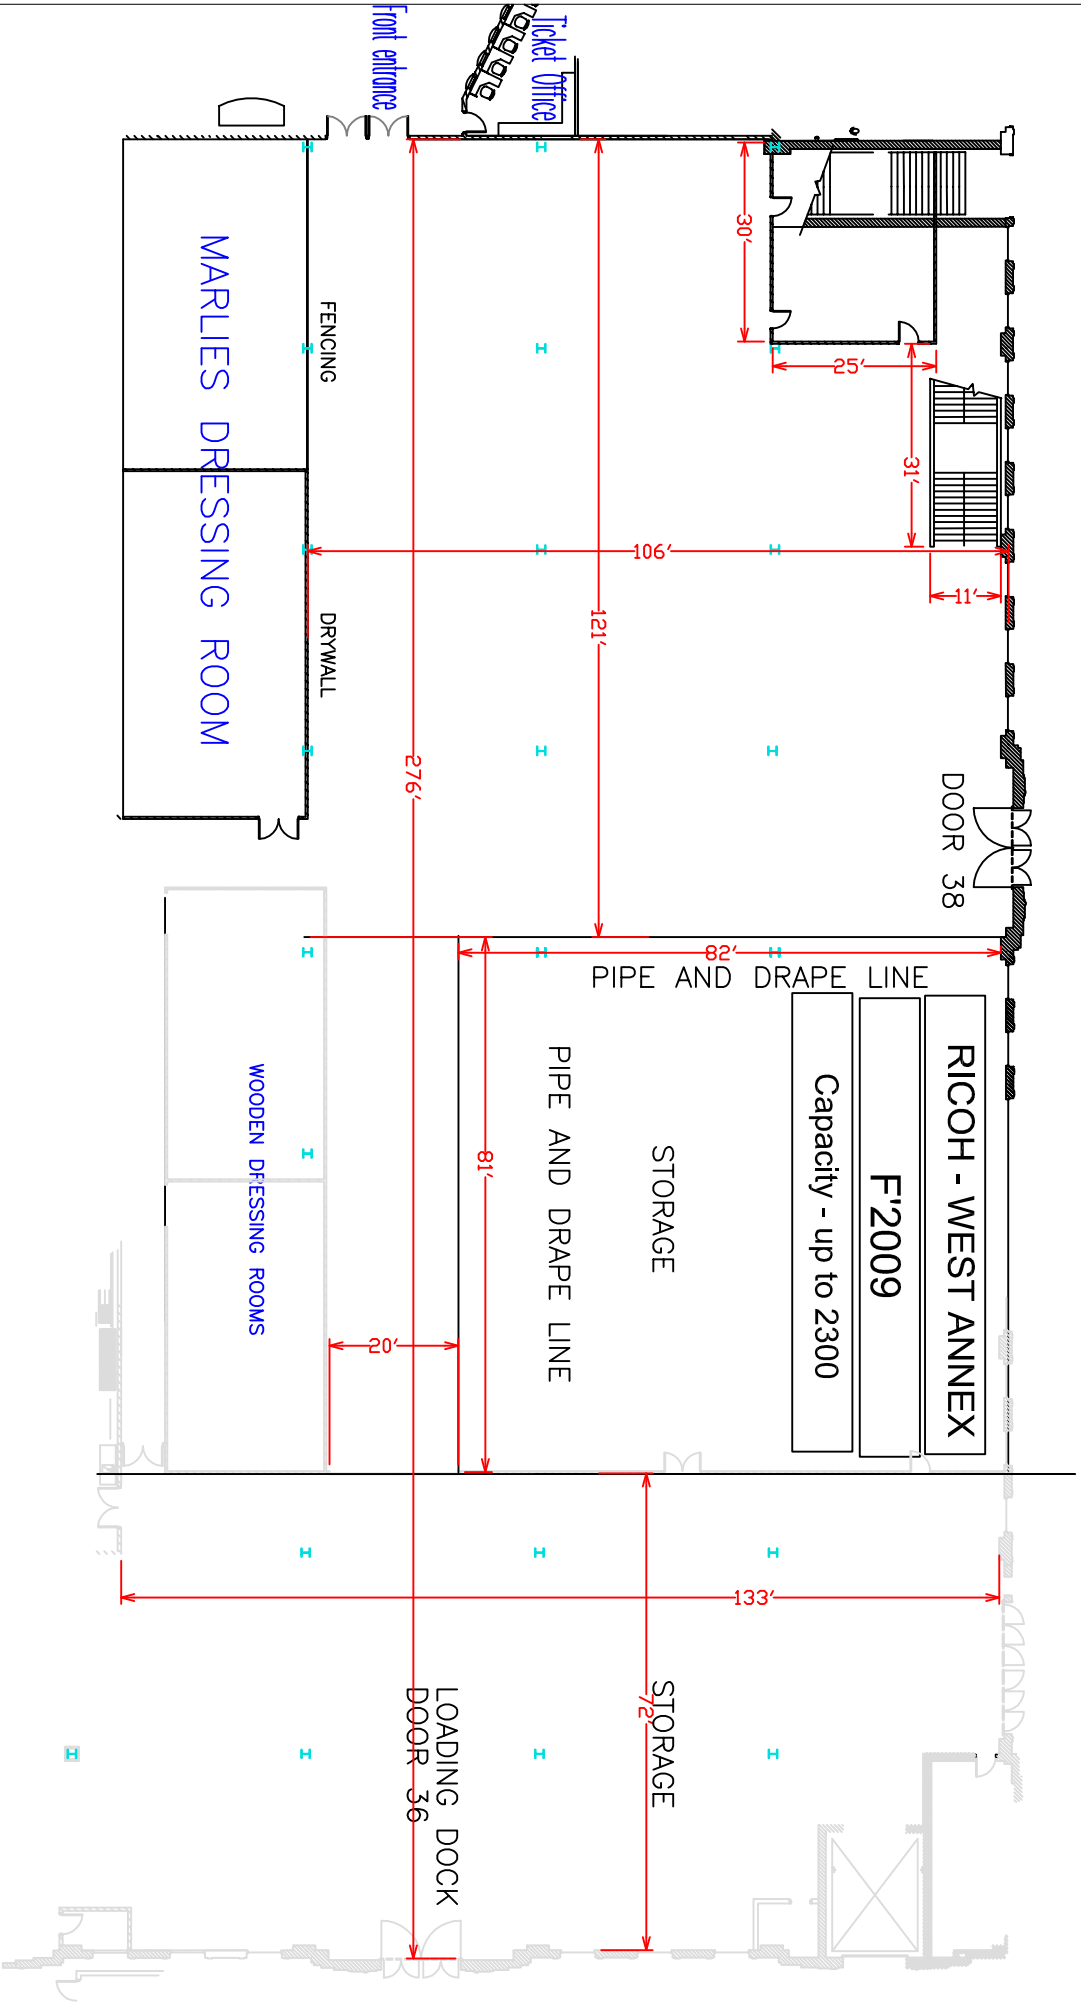 Front entrance
Ticket Office
30'
25'
31'
11'
MARLIES DRESSING ROOM
FENCING
DRYWALL
106'
121'
276'
DOOR 38
82'
PIPE AND DRAPE LINE
RICOH - WEST ANNEX
F'2009
Capacity - up to 2300
STORAGE
PIPE AND DRAPE LINE
81'
WOODEN DRESSING ROOMS
20'
133'
STORAGE
72'
LOADING DOCK
DOOR 36